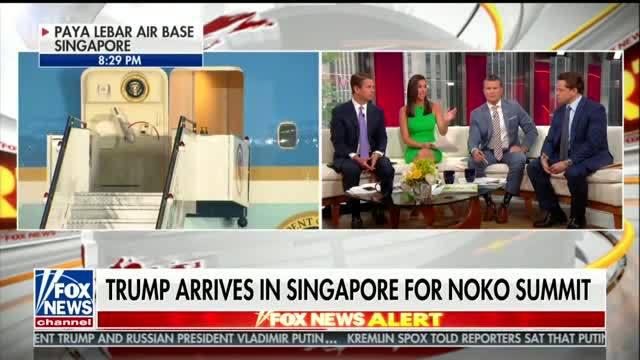 PAYA LEBAR AIR BASE
SINGAPORE
8:29 PM
FOX
NEWS
channel
TRUMP ARRIVES IN SINGAPORE FOR NOKO SUMMIT
FOX NEWS ALERT
ENT TRUMP AND RUSSIAN PRESIDENT VLADIMIR PUTIN... KREMLIN SPOX TOLD REPORTERS SAT THAT PUTIN